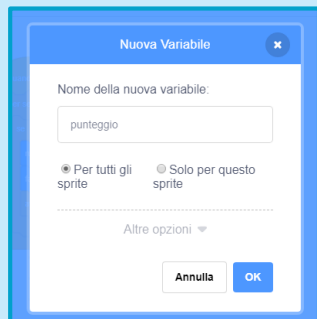 Nuova Variabile
Nome della nuova variabile:
punteggio
Per tutti gli sprite
Solo per questo sprite
Altre opzioni
Annulla
OK